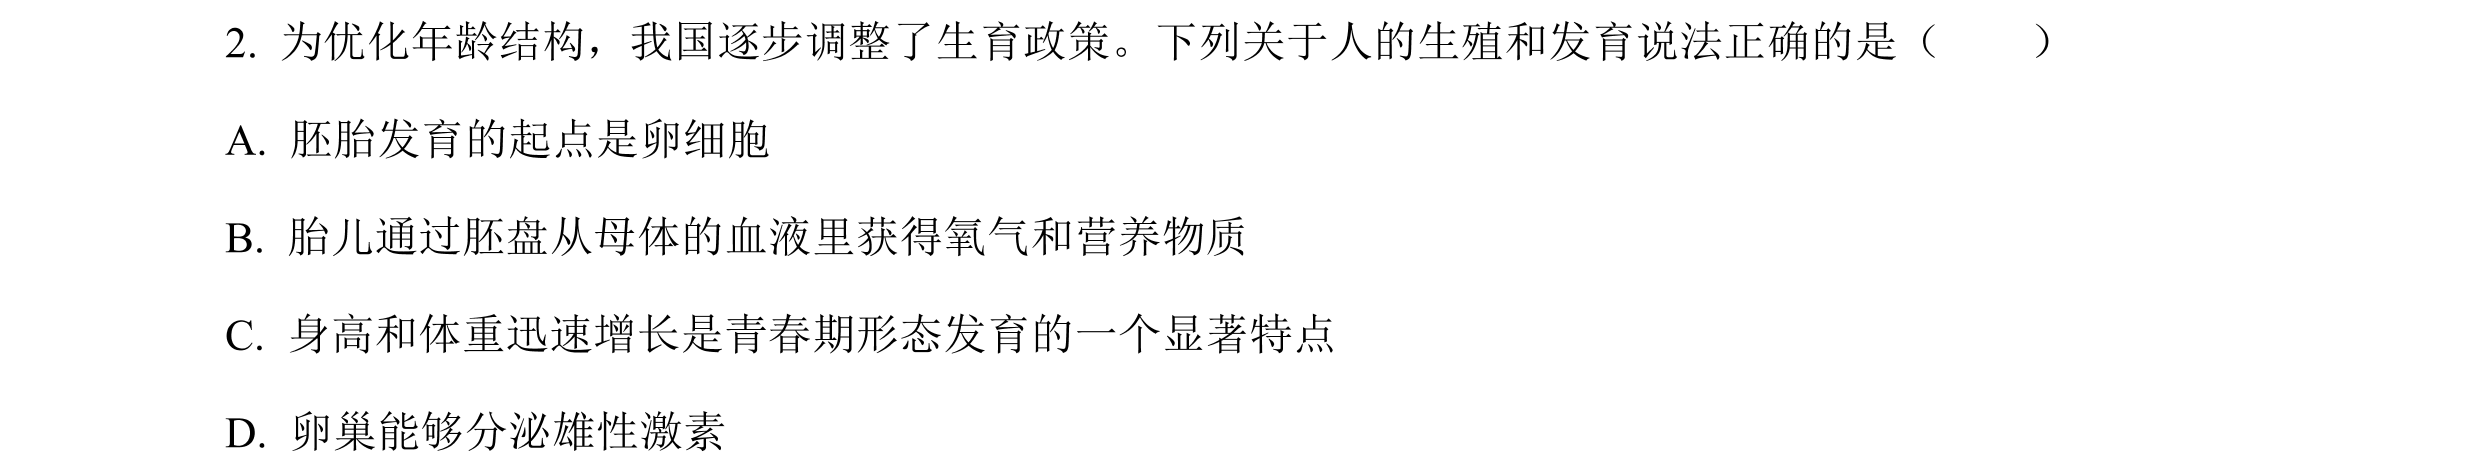 2. 为优化年龄结构，我国逐步调整了生育政策。下列关于人的生殖和发育说法正确的是（　　）
A. 胚胎发育的起点是卵细胞
B. 胎儿通过胚盘从母体的血液里获得氧气和营养物质
C. 身高和体重迅速增长是青春期形态发育的一个显著特点
D. 卵巢能够分泌雄性激素